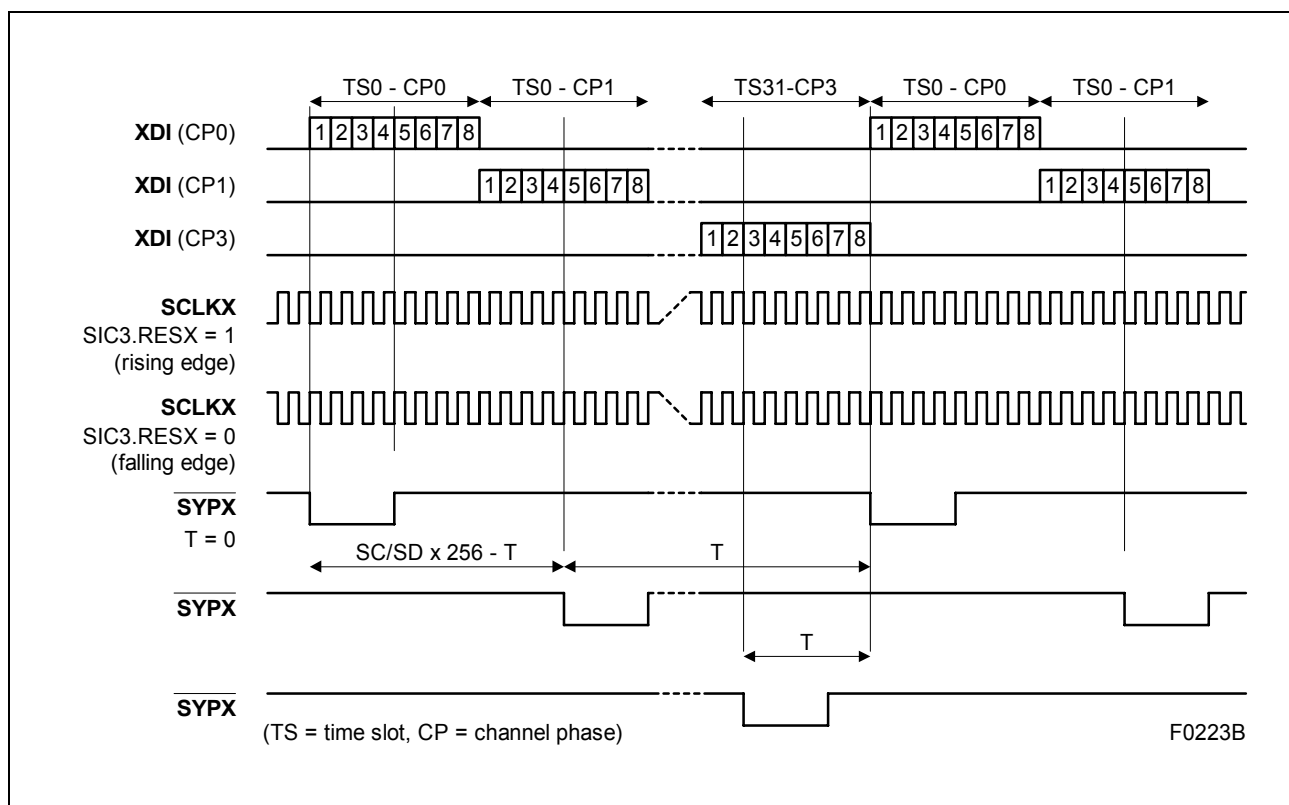 TS0 - CP0 TS0 - CP1 TS31-CP3 TS0 - CP0 TS0 - CP1
XDI (CP0) 1 2 3 4 5 6 7 8 1 2 3 4 5 6 7 8
XDI (CP1) 1 2 3 4 5 6 7 8 1 2 3 4 5 6 7 8
XDI (CP3) 1 2 3 4 5 6 7 8
SCLKX
SIC3.RESX = 1
(rising edge)
SCLKX
SIC3.RESX = 0
(falling edge)
SYPX
T = 0
SC/SD x 256 - T T
SYPX
T
SYPX
(TS = time slot, CP = channel phase) F0223B